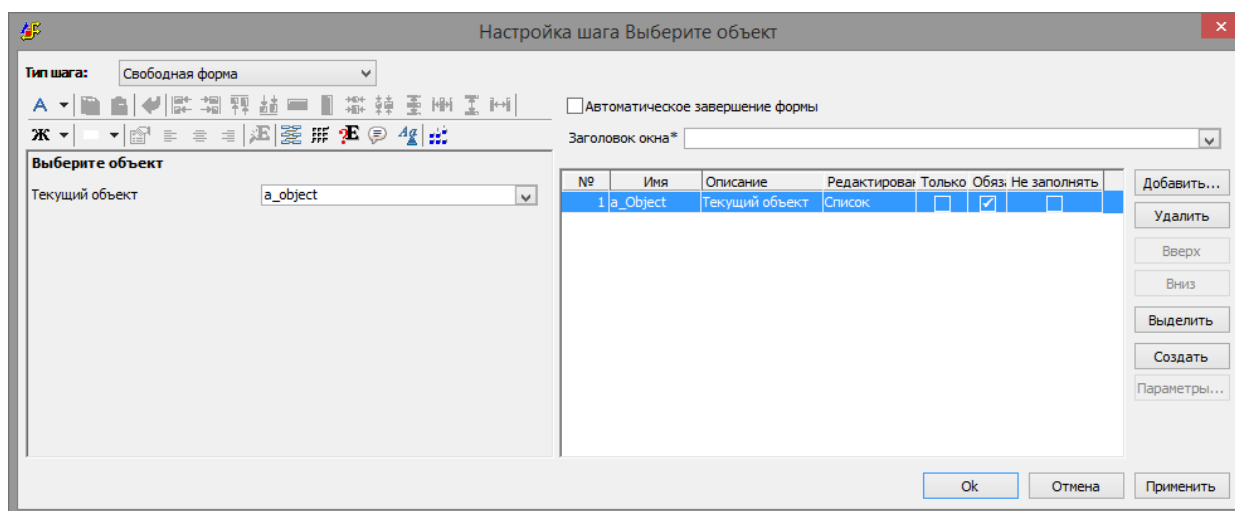 Настройка шага Выберите объект
Тип шага: Свободная форма
Автоматическое завершение формы
Ж
Заголовок окна*
Выберите объект
Текущий объект a_object
№ Имя Описание Редактирован Только Обяз Не заполнять
1 a_Object Текущий объект Список
Добавить...
Удалить
Вверх
Вниз
Выделить
Создать
Параметры...
Ok Отмена Применить